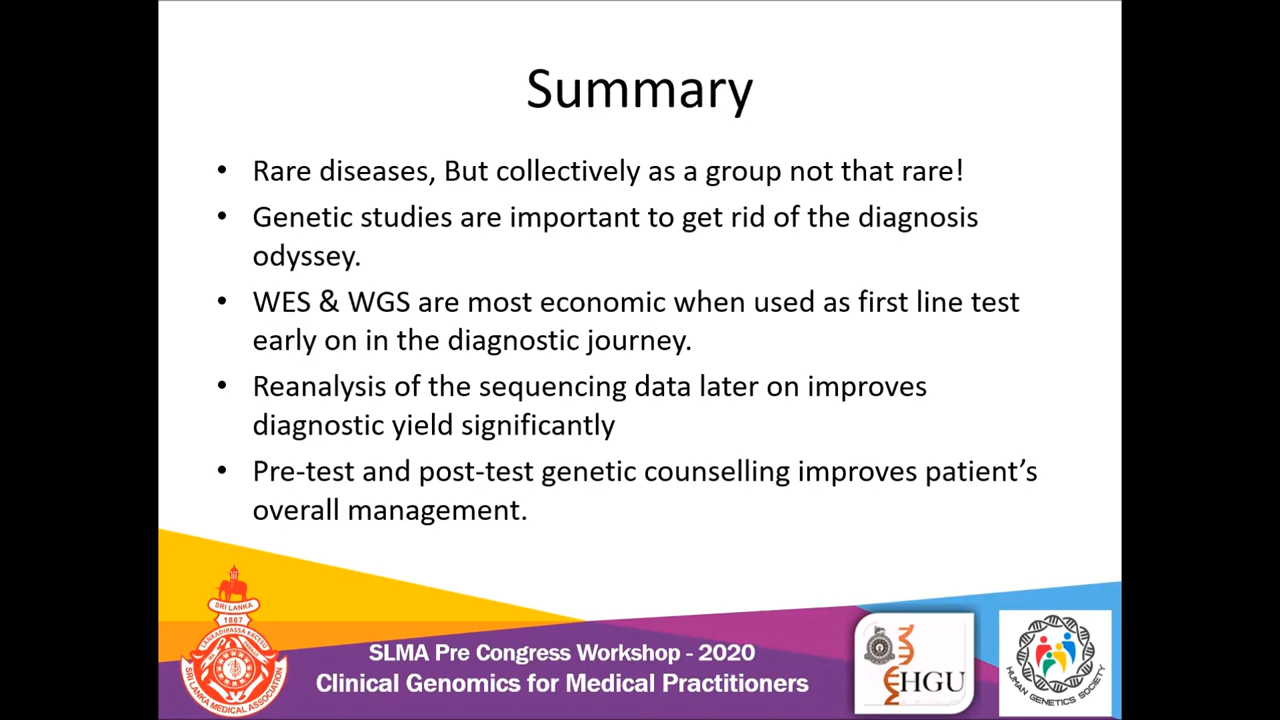 Summary
• Rare diseases, But collectively as a group not that rare!
• Genetic studies are important to get rid of the diagnosis
odyssey.
• WES & WGS are most economic when used as first line test
early on in the diagnostic journey.
• Reanalysis of the sequencing data later on improves
diagnostic yield significantly
• Pre-test and post-test genetic counselling improves patient's
overall management.
SLMA Pre Congress Workshop - 2020
Clinical Genomics for Medical Practitioners
SRI LANKA
1887
SRI LANKA MEDICAL ASSOCIATION
HGU
HUMAN GENETICS SOCIETY